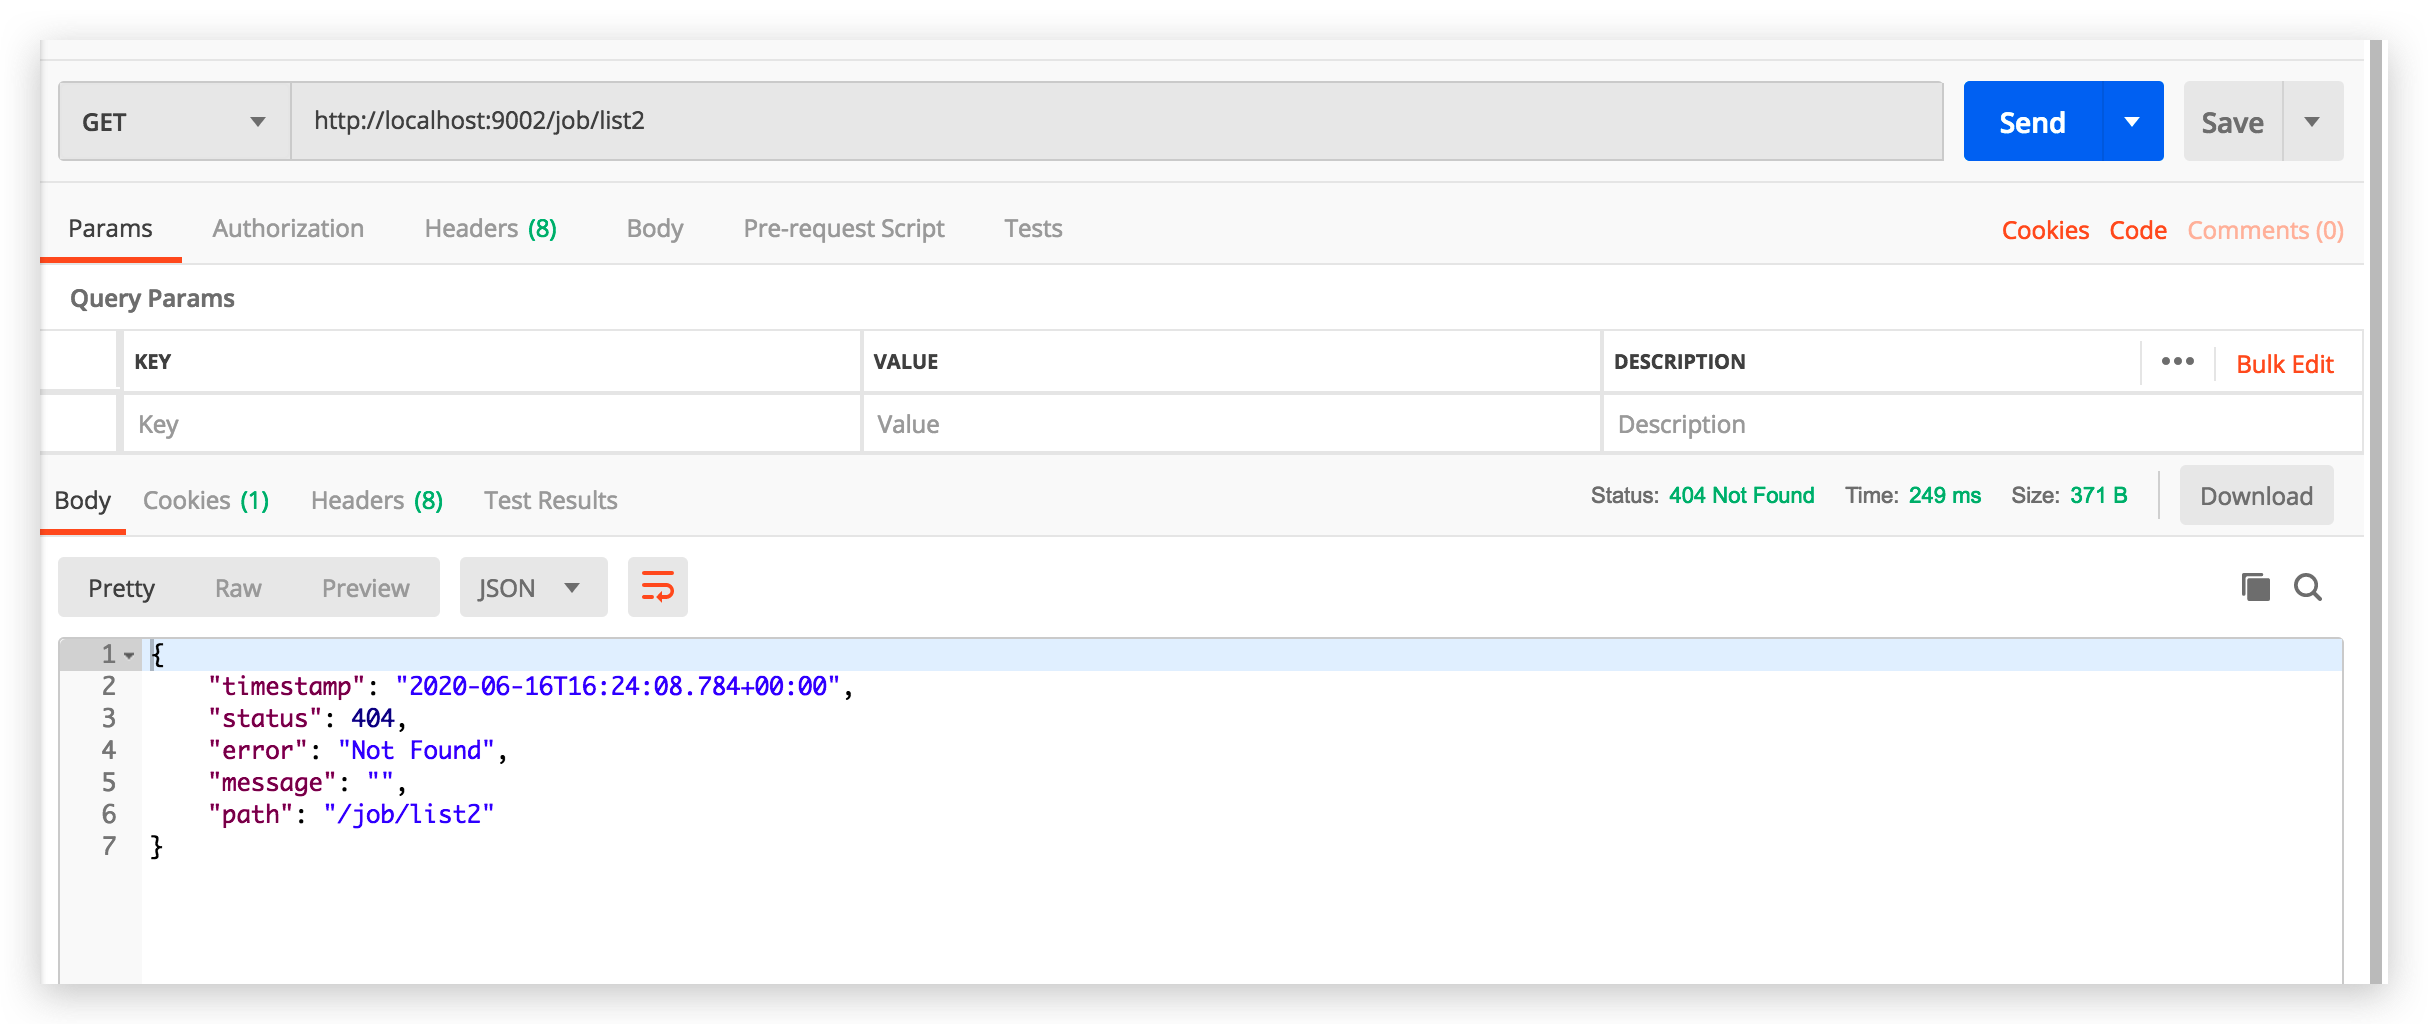 GET http://localhost:9002/job/list2 Send Save
Params Authorization Headers (8) Body Pre-request Script Tests Cookies Code Comments (0)
Query Params
KEY VALUE DESCRIPTION ••• Bulk Edit
Key Value Description
Body Cookies (1) Headers (8) Test Results Status: 404 Not Found Time: 249 ms Size: 371 B Download
Pretty Raw Preview JSON
1 {
2 "timestamp": "2020-06-16T16:24:08.784+00:00",
3 "status": 404,
4 "error": "Not Found",
5 "message": "",
6 "path": "/job/list2"
7 }